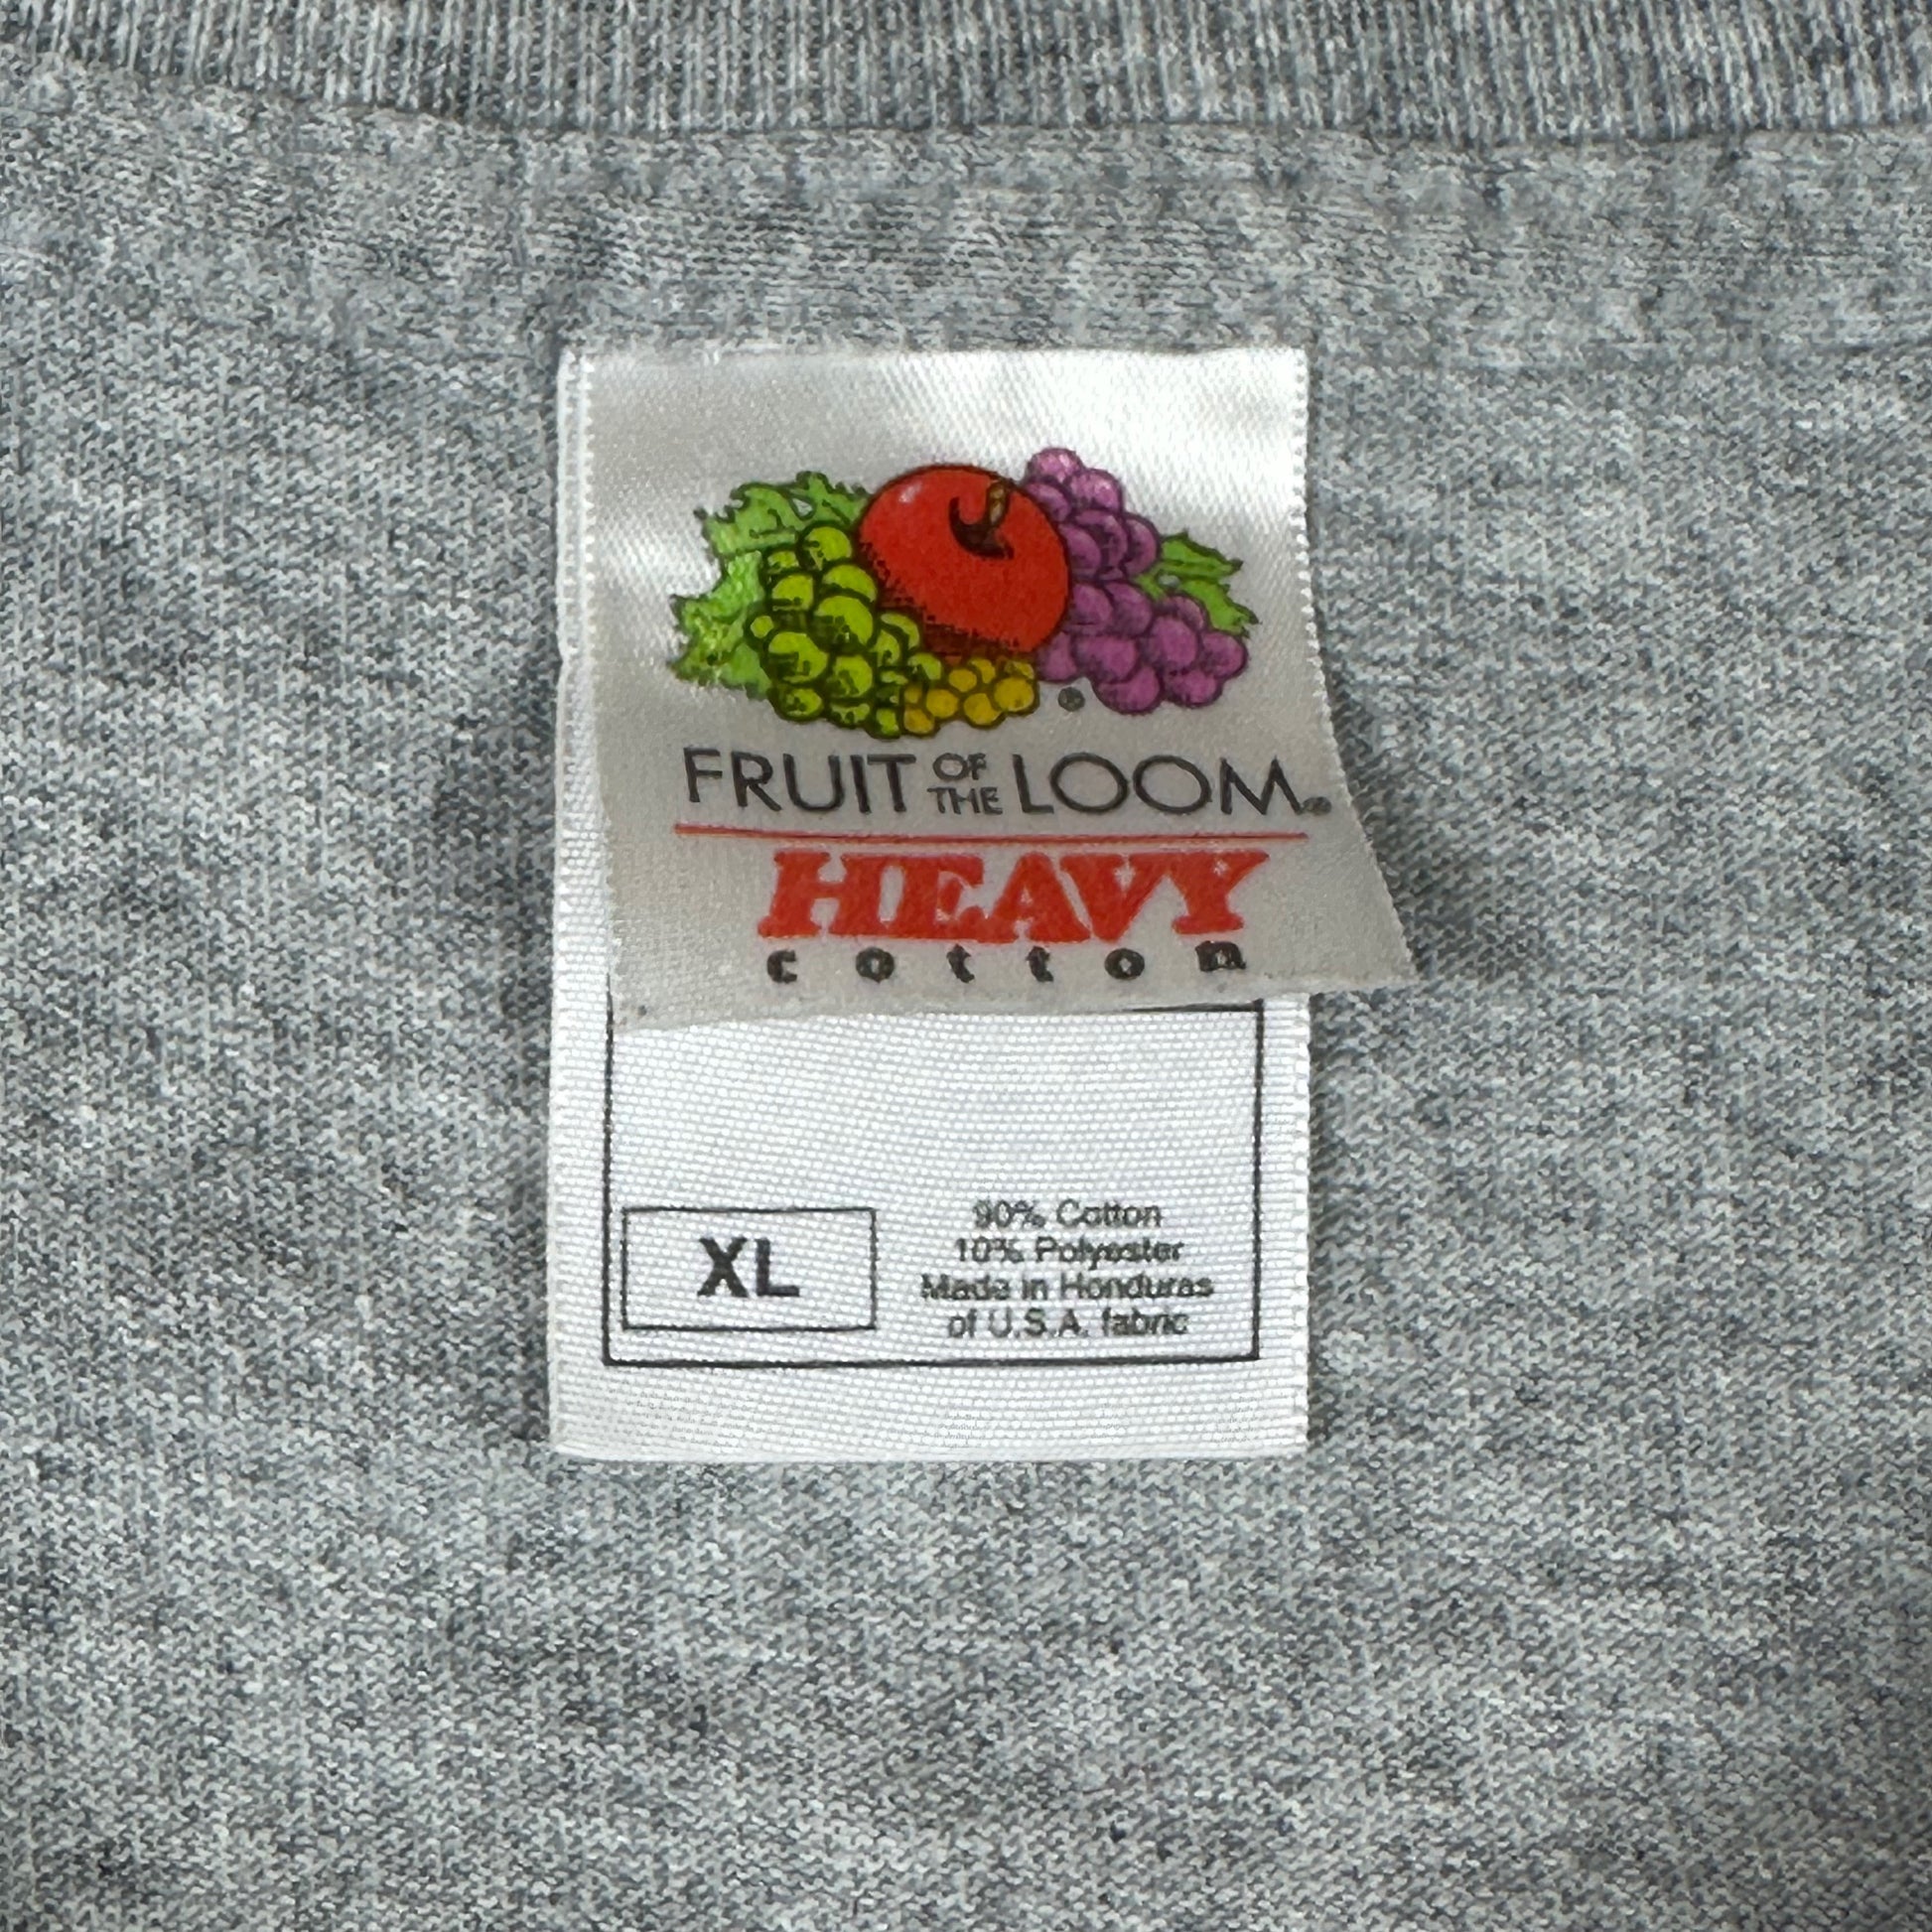 FRUIT OF THE LOOM®
HEAVY
cotton
XL
90% Cotton
10% Polyester
Made in Honduras
of U.S.A. fabric